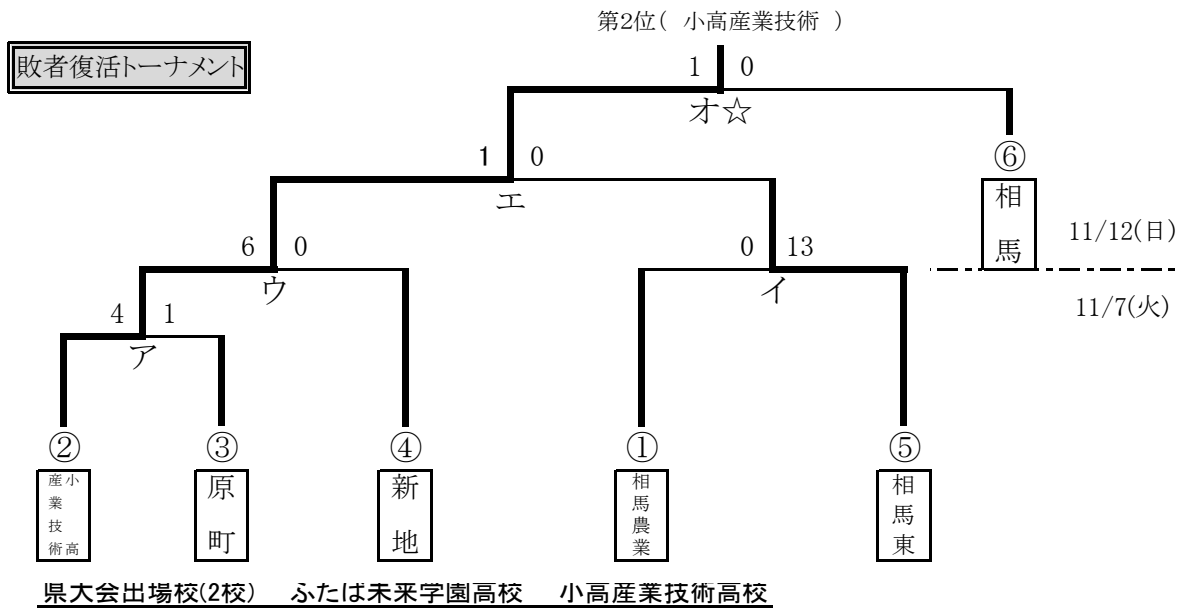 第2位( 小高産業技術 )
敗者復活トーナメント
1 0
オ☆
1 0
エ
⑥
相馬
11/12(日)
6 0
ウ
0 13
イ
11/7(火)
4 1
ア
②
③
④
①
⑤
小高産業技術
原町
新地
相馬農業
相馬東
県大会出場校(2校) ふたば未来学園高校 小高産業技術高校